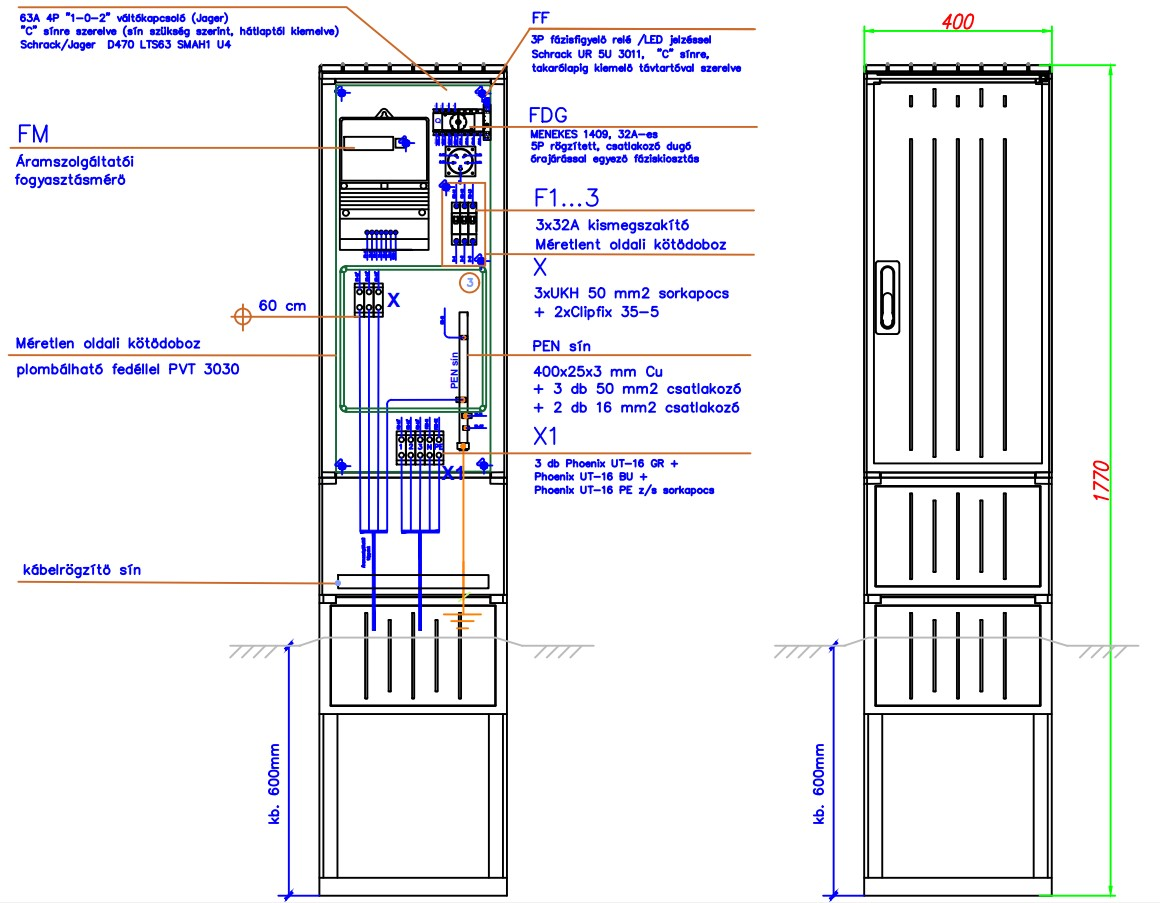 63A 4P "1-0-2" váltókapcsoló (Jager)
"C" sínre szerelve (sín szükség szerint, hátlaptól kiemelve)
Schrack/Jager D470 LTS63 SMAH1 U4
FF
3P fázisfigyelő relé /LED jelzéssel
Schrack UR 5U 3011, "C" sínre,
takarólapig kiemelő távtartóval szerelve
400
FM
Áramszolgáltatói
fogyasztásmérő
FDG
MENEKES 1409, 32A-es
5P rögzített, csatlakozó dugó
órajárással egyező fáziskiosztás
F1...3
3x32A kismegszakító
Méretlent oldali kötődoboz
X
3xUKH 50 mm2 sorkapocs
+ 2xClipfix 35-5
3
X
60 cm
Méretlen oldali kötődoboz
plombálható fedéllel PVT 3030
PEN sín
PEN sín
400x25x3 mm Cu
+ 3 db 50 mm2 csatlakozó
+ 2 db 16 mm2 csatlakozó
X1
3 db Phoenix UT-16 GR +
Phoenix UT-16 BU +
Phoenix UT-16 PE z/s sorkapocs
1 2 3 N PE
X1
1770
kábelrögzítő sín
kb. 600mm
kb. 600mm